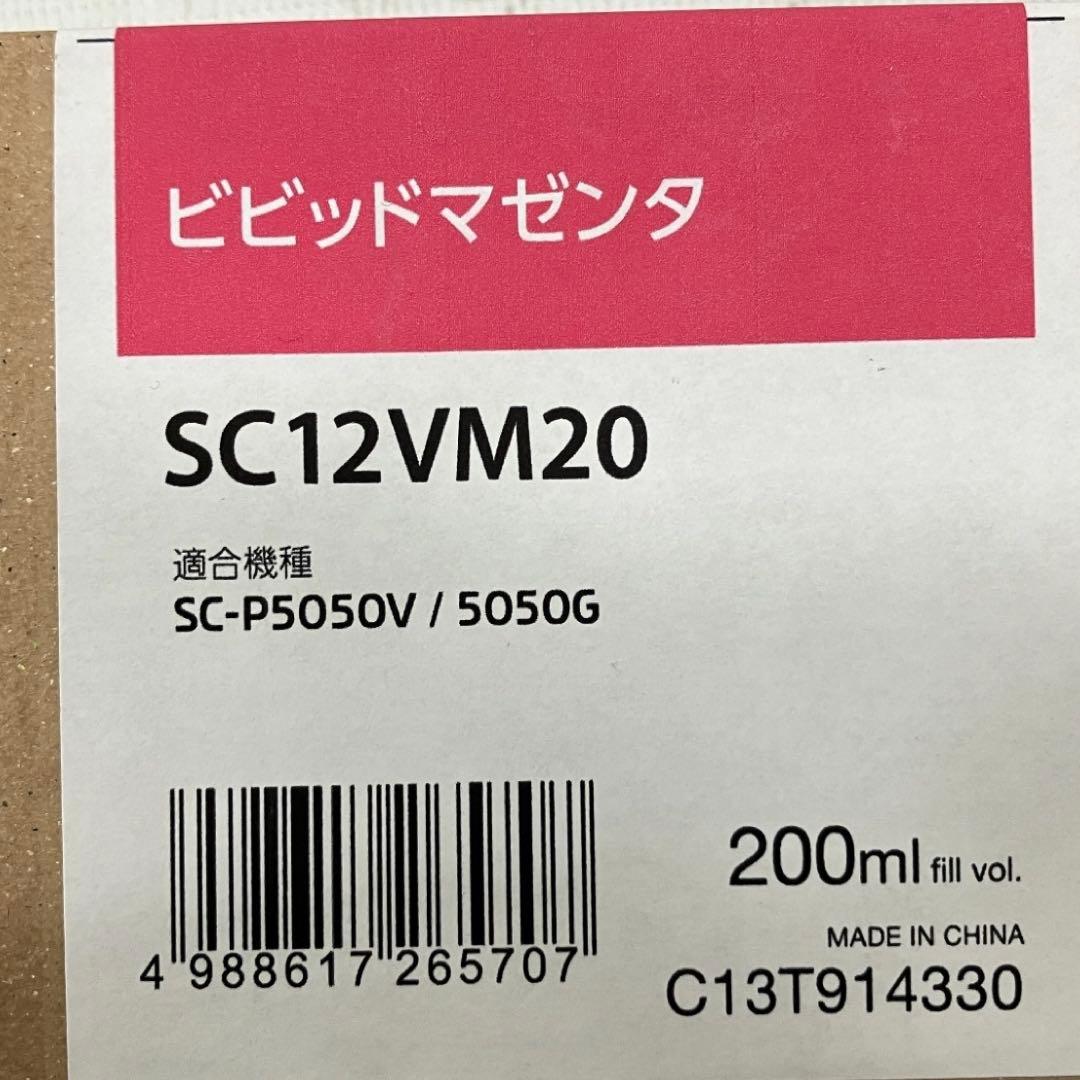 ビビッドマゼンタ
SC12VM20
適合機種
SC-P5050V / 5050G
4 988617 265707
200ml fill vol.
MADE IN CHINA
C13T914330